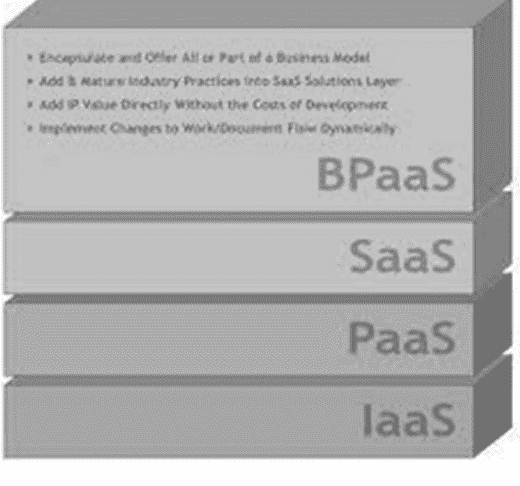 • Encapsulate and Offer All or Part of a Business Model
• Add & Mature Industry Practices into SaaS Solutions Layer
• Add IP Value Directly Without the Costs of Development
• Implement Changes to Work/Document Flow Dynamically
BPaaS
SaaS
PaaS
IaaS